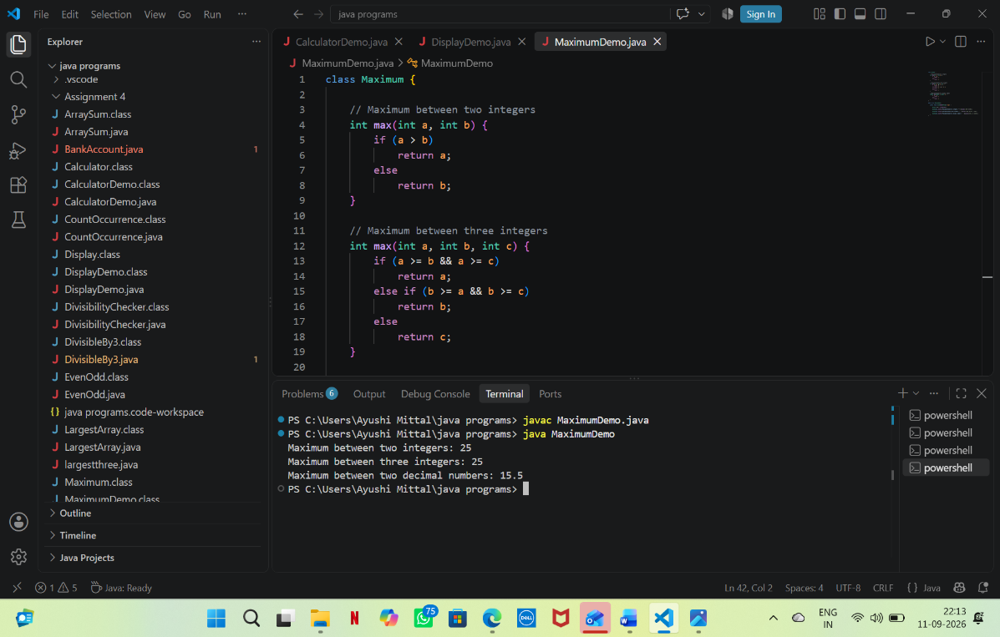 File Edit Selection View Go Run ··· java programs Sign In
Explorer ···
java programs
.vscode
Assignment 4
ArraySum.class
ArraySum.java
BankAccount.java 1
Calculator.class
CalculatorDemo.class
CalculatorDemo.java
CountOccurrence.class
CountOccurrence.java
Display.class
DisplayDemo.class
DisplayDemo.java
DivisibilityChecker.class
DivisibilityChecker.java
DivisibleBy3.class
DivisibleBy3.java 1
EvenOdd.class
EvenOdd.java
{} java programs.code-workspace
LargestArray.class
LargestArray.java
largestthree.java
Maximum.class
MaximumDemo.class
Outline
Timeline
Java Projects
CalculatorDemo.java DisplayDemo.java MaximumDemo.java
MaximumDemo.java > MaximumDemo
1 class Maximum {
2
3 // Maximum between two integers
4 int max(int a, int b) {
5 if (a > b)
6 return a;
7 else
8 return b;
9 }
10
11 // Maximum between three integers
12 int max(int a, int b, int c) {
13 if (a >= b && a >= c)
14 return a;
15 else if (b >= a && b >= c)
16 return b;
17 else
18 return c;
19 }
20
Problems 6 Output Debug Console Terminal Ports
PS C:\Users\Ayushi Mittal\java programs> javac MaximumDemo.java
PS C:\Users\Ayushi Mittal\java programs> java MaximumDemo
Maximum between two integers: 25
Maximum between three integers: 25
Maximum between two decimal numbers: 15.5
PS C:\Users\Ayushi Mittal\java programs>
powershell
powershell
powershell
powershell
1 5 Java: Ready Ln 42, Col 2 Spaces: 4 UTF-8 CRLF {} Java
75 DELL ENG
IN
22:13
11-09-2026